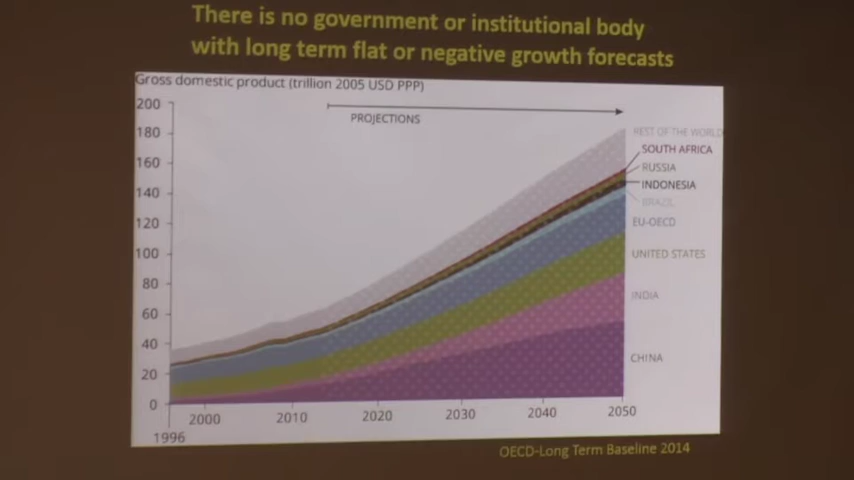 There is no government or institutional body
with long term flat or negative growth forecasts
Gross domestic product (trillion 2005 USD PPP)
200
180
160
140
120
100
80
60
40
20
0
PROJECTIONS
REST OF THE WORLD
SOUTH AFRICA
RUSSIA
INDONESIA
BRAZIL
EU-OECD
UNITED STATES
INDIA
CHINA
2000 2010 2020 2030 2040 2050
1996
OECD-Long Term Baseline 2014